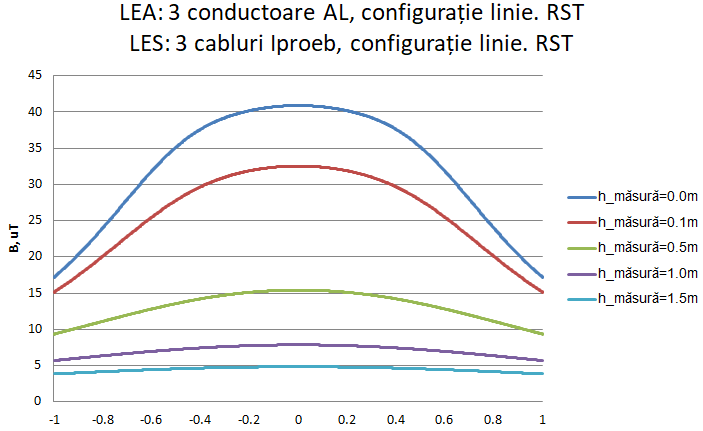 LEA: 3 conductoare AL, configurație linie. RST
LES: 3 cabluri Iproeb, configurație linie. RST
45
40
35
30
25
20
15
10
5
0
B, uT
-1 -0.8 -0.6 -0.4 -0.2 0 0.2 0.4 0.6 0.8 1
h_măsură=0.0m
h_măsură=0.1m
h_măsură=0.5m
h_măsură=1.0m
h_măsură=1.5m